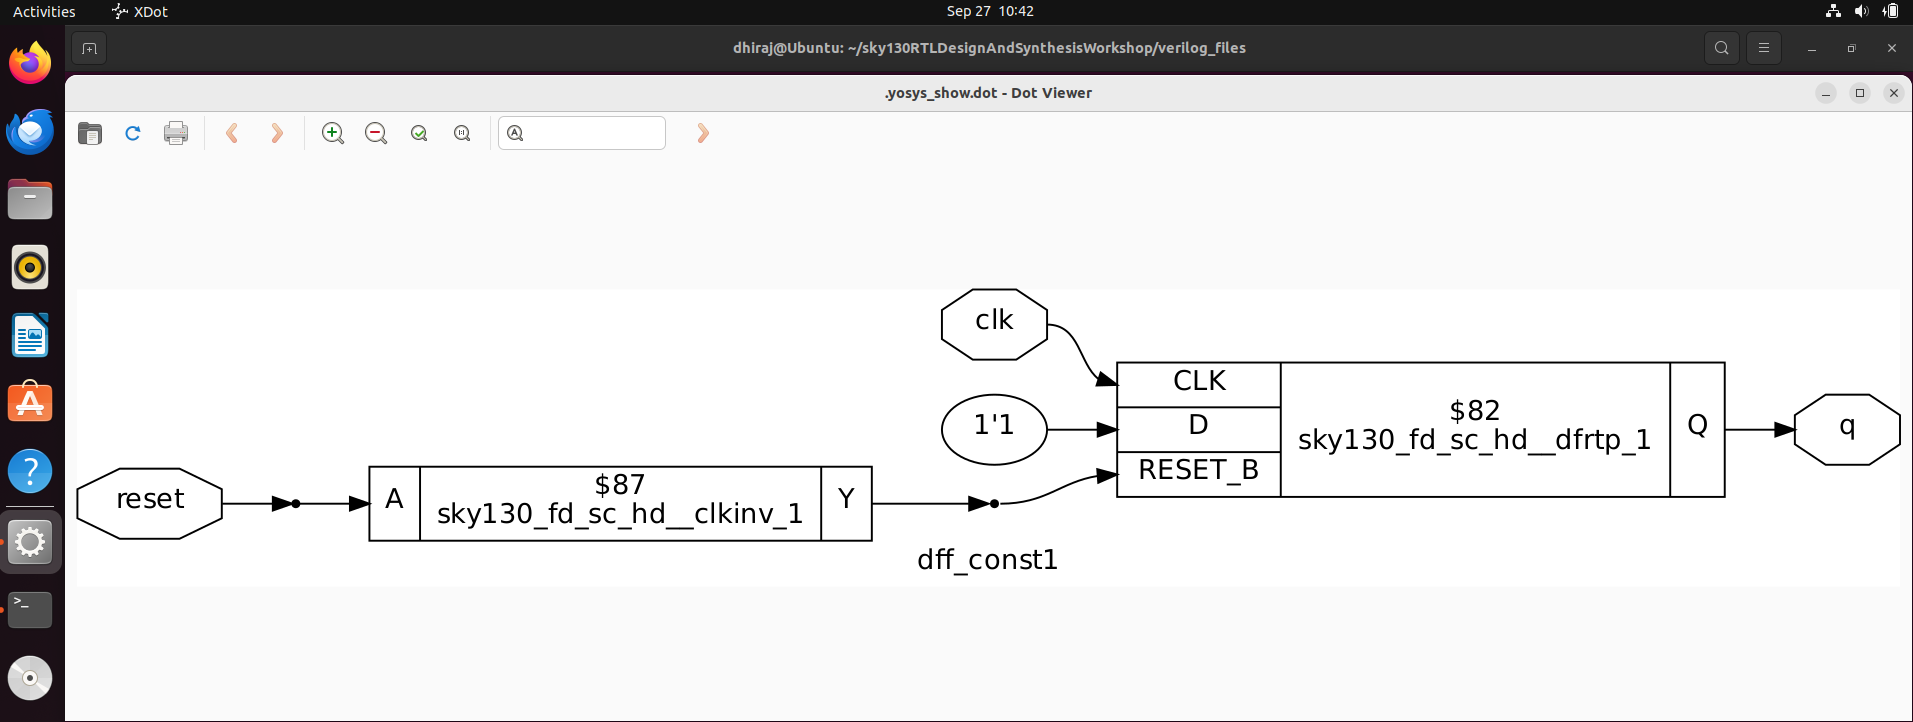 Activities XDot Sep 27 10:42
dhiraj@Ubuntu: ~/sky130RTLDesignAndSynthesisWorkshop/verilog_files
.yosys_show.dot - Dot Viewer
clk
CLK
1'1
D
$82
sky130_fd_sc_hd__dfrtp_1
Q
q
RESET_B
reset
A
$87
sky130_fd_sc_hd__clkinv_1
Y
dff_const1